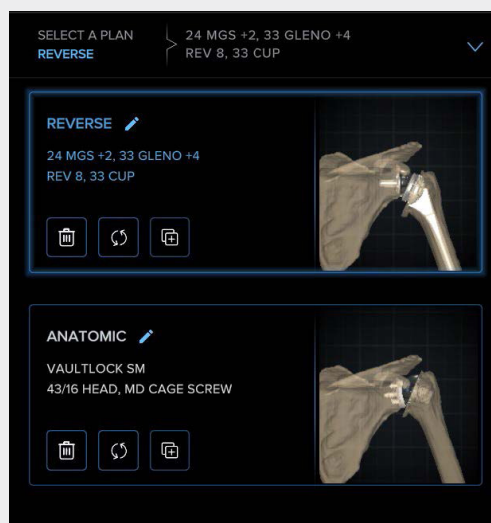 SELECT A PLAN
REVERSE
24 MGS +2, 33 GLENO +4
REV 8, 33 CUP
REVERSE
24 MGS +2, 33 GLENO +4
REV 8, 33 CUP
ANATOMIC
VAULTLOCK SM
43/16 HEAD, MD CAGE SCREW